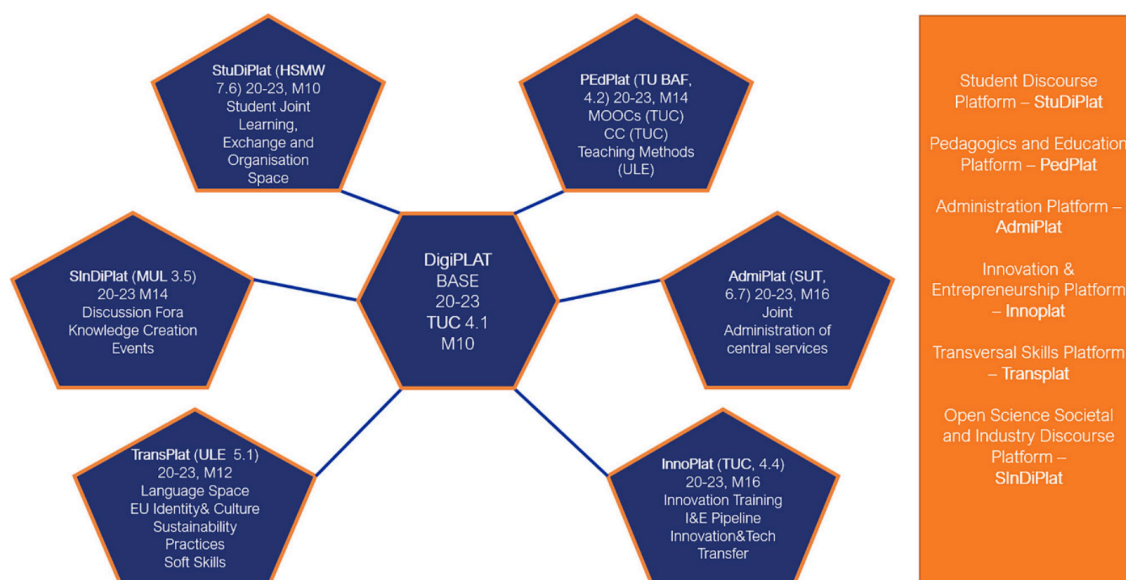 StuDiPlat (HSMW
7.6) 20-23, M10
Student Joint
Learning,
Exchange and
Organisation
Space
PEdPlat (TU BAF,
4.2) 20-23, M14
MOOCs (TUC)
CC (TUC)
Teaching Methods
(ULE)
SInDiPlat (MUL 3.5)
20-23 M14
Discussion Fora
Knowledge Creation
Events
DigiPLAT
BASE
20-23
TUC 4.1
M10
AdmiPlat (SUT,
6.7) 20-23, M16
Joint
Administration of
central services
TransPlat (ULE 5.1)
20-23, M12
Language Space
EU Identity& Culture
Sustainability
Practices
Soft Skills
InnoPlat (TUC, 4.4)
20-23, M16
Innovation Training
I&E Pipeline
Innovation&Tech
Transfer
Student Discourse
Platform – StuDiPlat
Pedagogics and Education
Platform – PedPlat
Administration Platform –
AdmiPlat
Innovation &
Entrepreneurship Platform
– Innoplat
Transversal Skills Platform
– Transplat
Open Science Societal
and Industry Discourse
Platform –
SInDiPlat